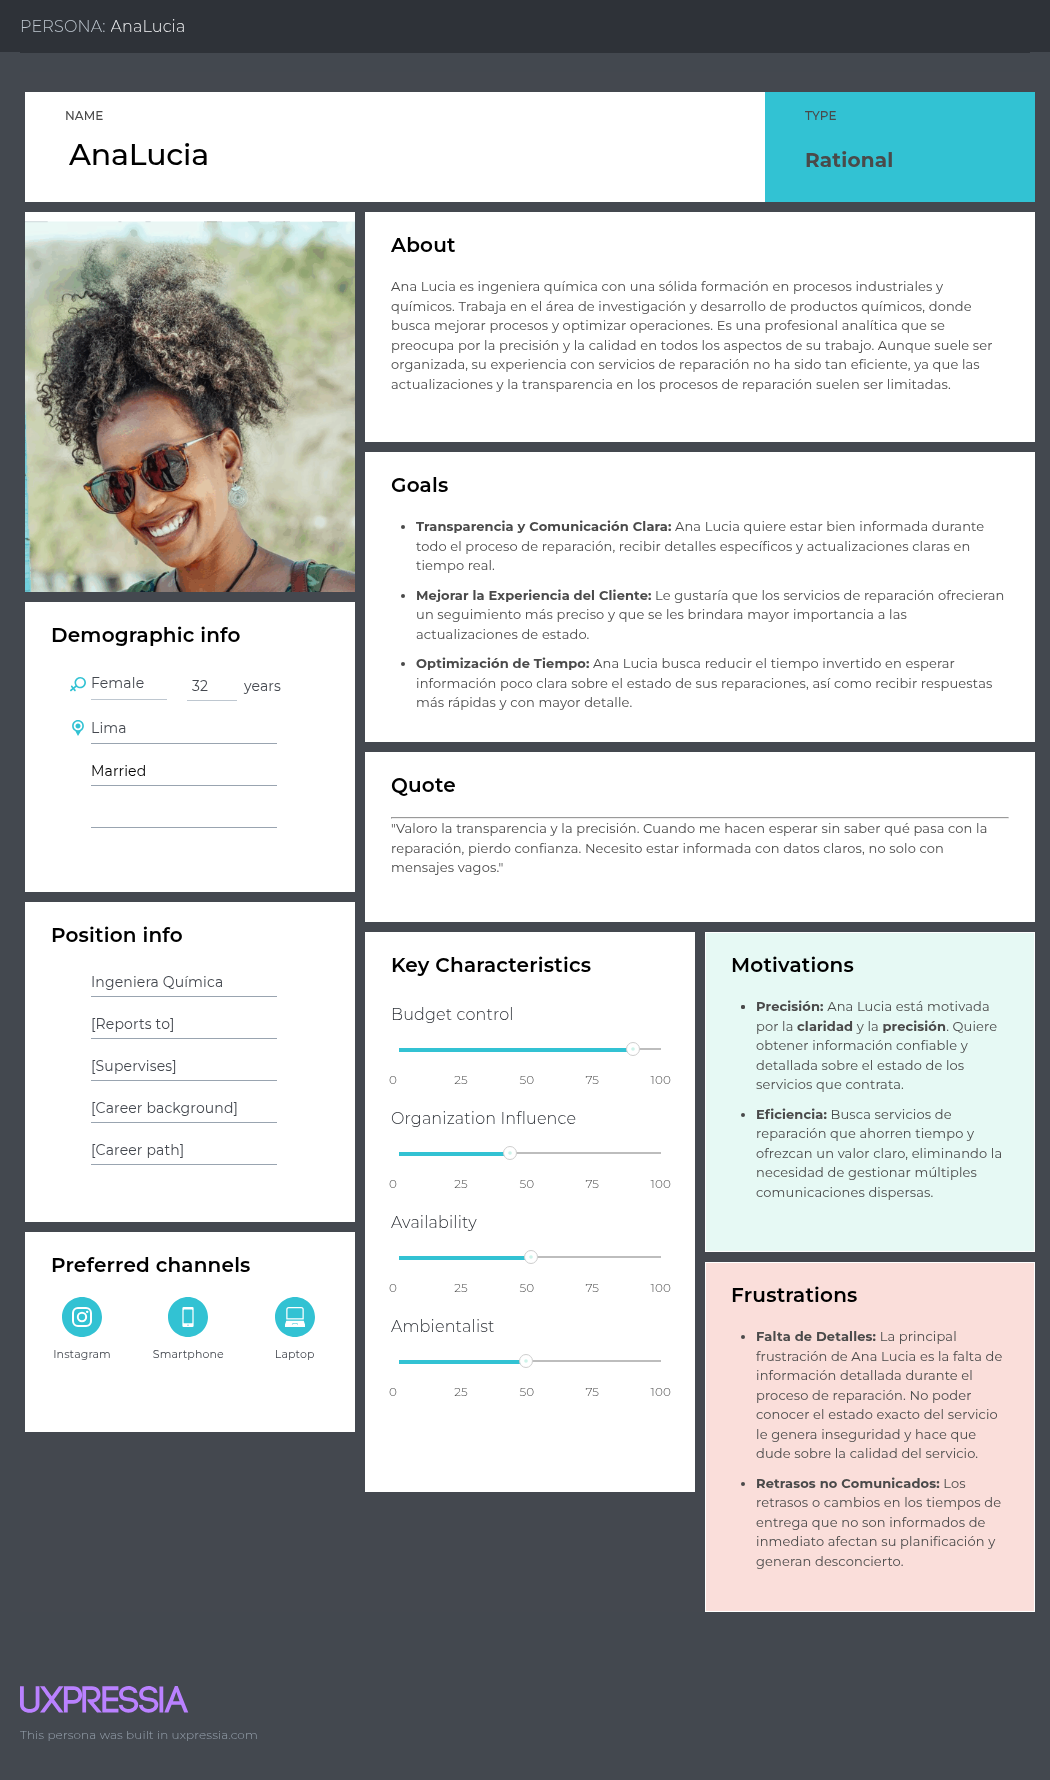 PERSONA: AnaLucia
NAME
AnaLucia
TYPE
Rational
About
Ana Lucia es ingeniera química con una sólida formación en procesos industriales y
químicos. Trabaja en el área de investigación y desarrollo de productos químicos, donde
busca mejorar procesos y optimizar operaciones. Es una profesional analítica que se
preocupa por la precisión y la calidad en todos los aspectos de su trabajo. Aunque suele ser
organizada, su experiencia con servicios de reparación no ha sido tan eficiente, ya que las
actualizaciones y la transparencia en los procesos de reparación suelen ser limitadas.
Goals
Transparencia y Comunicación Clara: Ana Lucia quiere estar bien informada durante
todo el proceso de reparación, recibir detalles específicos y actualizaciones claras en
tiempo real.
Mejorar la Experiencia del Cliente: Le gustaría que los servicios de reparación ofrecieran
un seguimiento más preciso y que se les brindara mayor importancia a las
actualizaciones de estado.
Optimización de Tiempo: Ana Lucia busca reducir el tiempo invertido en esperar
información poco clara sobre el estado de sus reparaciones, así como recibir respuestas
más rápidas y con mayor detalle.
Demographic info
Female 32 years
Lima
Married
Quote
"Valoro la transparencia y la precisión. Cuando me hacen esperar sin saber qué pasa con la
reparación, pierdo confianza. Necesito estar informada con datos claros, no solo con
mensajes vagos."
Position info
Ingeniera Química
[Reports to]
[Supervises]
[Career background]
[Career path]
Preferred channels
Instagram Smartphone Laptop
Key Characteristics
Budget control
0 25 50 75 100
Organization Influence
0 25 50 75 100
Availability
0 25 50 75 100
Ambientalist
0 25 50 75 100
Motivations
Precisión: Ana Lucia está motivada
por la claridad y la precisión. Quiere
obtener información confiable y
detallada sobre el estado de los
servicios que contrata.
Eficiencia: Busca servicios de
reparación que ahorren tiempo y
ofrezcan un valor claro, eliminando la
necesidad de gestionar múltiples
comunicaciones dispersas.
Frustrations
Falta de Detalles: La principal
frustración de Ana Lucia es la falta de
información detallada durante el
proceso de reparación. No poder
conocer el estado exacto del servicio
le genera inseguridad y hace que
dude sobre la calidad del servicio.
Retrasos no Comunicados: Los
retrasos o cambios en los tiempos de
entrega que no son informados de
inmediato afectan su planificación y
generan desconcierto.
UXPRESSIA
This persona was built in uxpressia.com